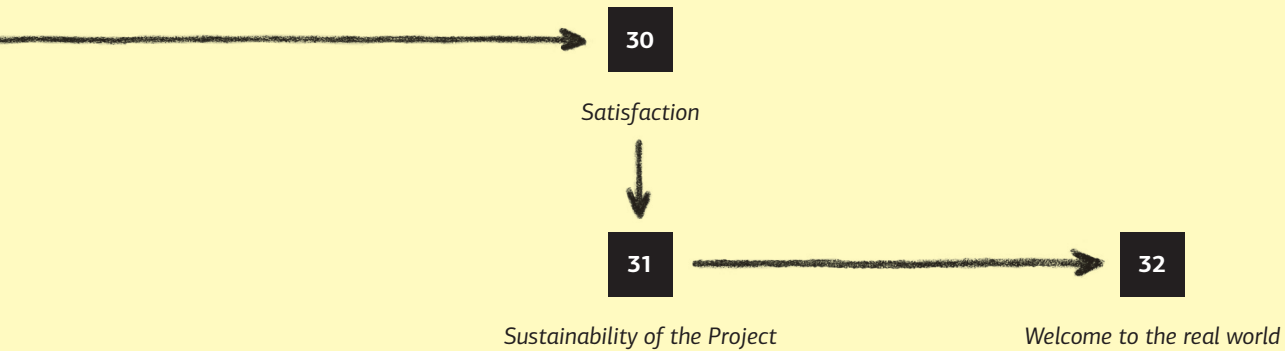 30
Satisfaction
31
32
Sustainability of the Project
Welcome to the real world